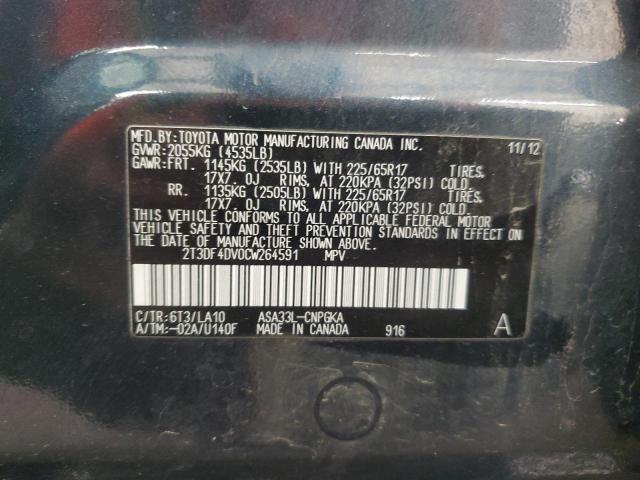 MFD.BY:TOYOTA MOTOR MANUFACTURING CANADA INC.
GVWR:2055KG (4535LB) 11/12
GAWR:FRT. 1145KG (2535LB) WITH 225/65R17 TIRES,
17X7.0J RIMS, AT 220KPA (32PSI) COLD.
RR. 1135KG (2505LB) WITH 225/65R17 TIRES,
17X7.0J RIMS, AT 220KPA (32PSI) COLD.
THIS VEHICLE CONFORMS TO ALL APPLICABLE FEDERAL MOTOR
VEHICLE SAFETY AND THEFT PREVENTION STANDARDS IN EFFECT ON
THE DATE OF MANUFACTURE SHOWN ABOVE.
2T3DF4DV0CW264591 MPV
C/TR:6T3/LA10 ASA33L-CNPGKA
A/TM:-02A/U140F MADE IN CANADA 916 A